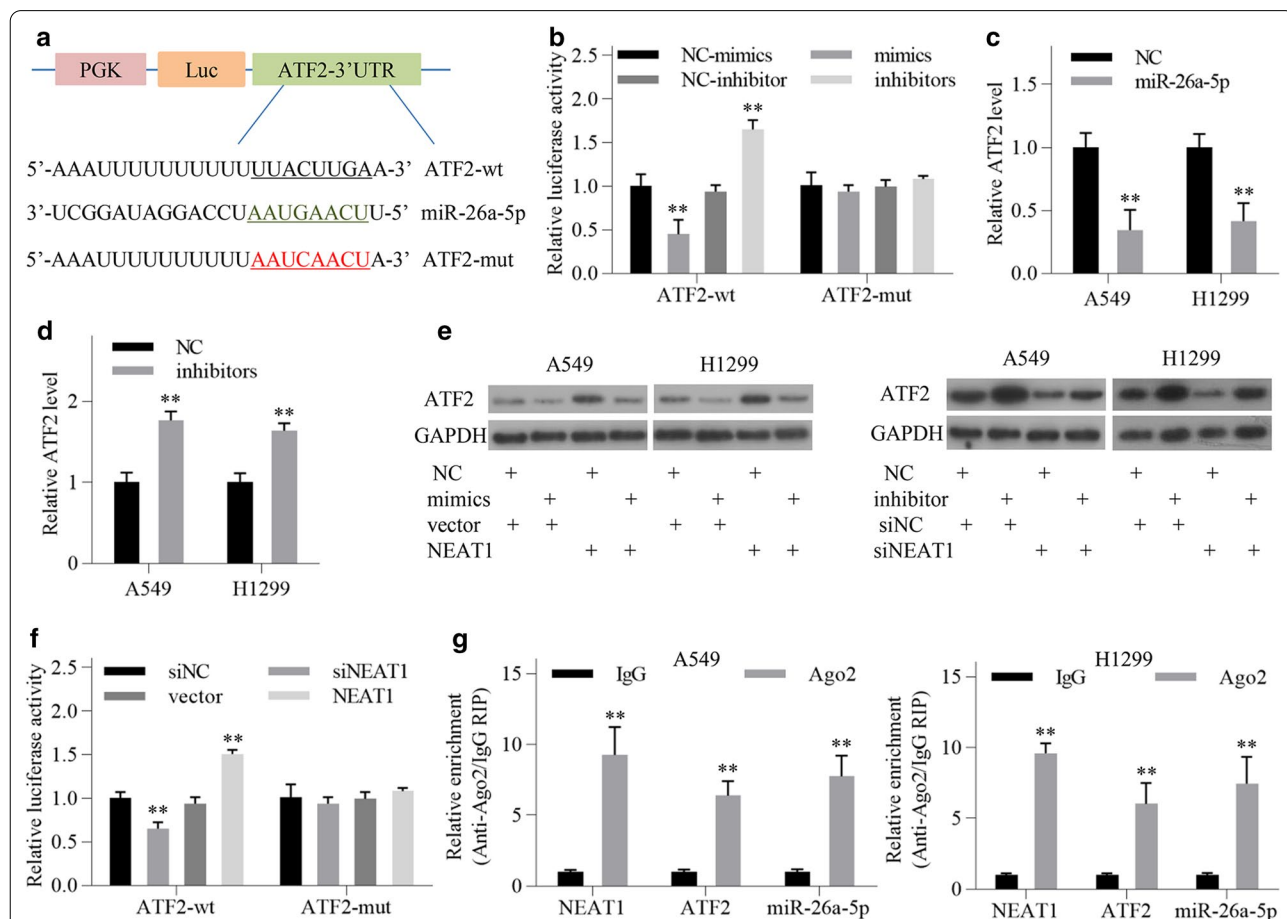 a
PGK Luc ATF2-3’UTR
5’-AAAUUUUUUUUUUUUUACUUGAA-3’ ATF2-wt
3’-UCGGAUAGGACCUAAUGAACUU-5’ miR-26a-5p
5’-AAAUUUUUUUUUUUAAUCAACUA-3’ ATF2-mut
b
NC-mimics mimics
NC-inhibitor inhibitors
Relative luciferase activity
2.5
2.0
1.5
1.0
0.5
0.0
**
**
ATF2-wt ATF2-mut
c
NC
miR-26a-5p
Relative ATF2 level
1.5
1.0
0.5
0.0
**
**
A549 H1299
d
NC
inhibitors
Relative ATF2 level
2
1
0
**
**
A549 H1299
e
A549 H1299
ATF2
GAPDH
NC + + + +
mimics + + + +
vector + + + +
NEAT1 + + + +
A549 H1299
ATF2
GAPDH
NC + + + +
inhibitor + + + +
siNC + + + +
siNEAT1 + + + +
f
siNC siNEAT1
vector NEAT1
Relative luciferase activity
2.5
2.0
1.5
1.0
0.5
0.0
**
**
ATF2-wt ATF2-mut
g
A549
IgG Ago2
Relative enrichment
(Anti-Ago2/IgG RIP)
15
10
5
0
**
**
**
NEAT1 ATF2 miR-26a-5p
H1299
IgG Ago2
Relative enrichment
(Anti-Ago2/IgG RIP)
15
10
5
0
**
**
**
NEAT1 ATF2 miR-26a-5p